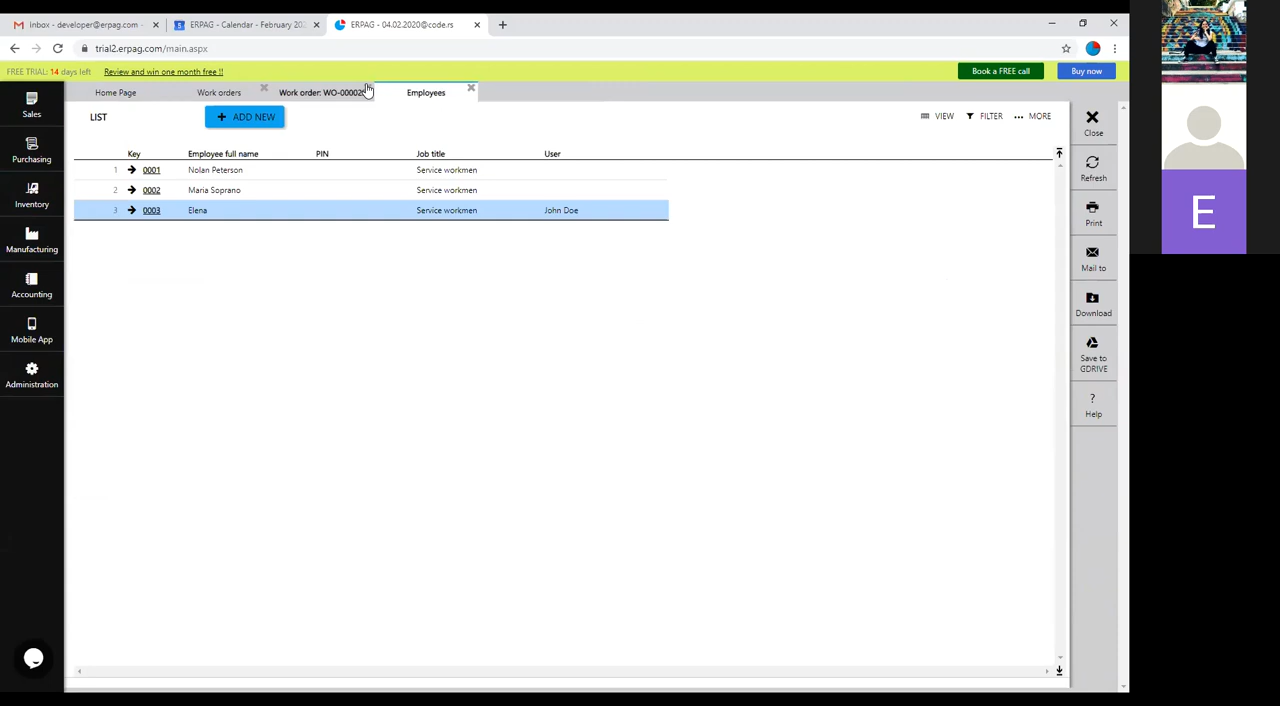 Inbox - developer@erpag.com -
ERPAG - Calendar - February 202
ERPAG - 04.02.2020@code.rs
trial2.erpag.com/main.aspx
FREE TRIAL: 14 days left
Review and win one month free !!
Book a FREE call
Buy now
Home Page
Work orders
Work order: WO-000020
Employees
Sales
Purchasing
Inventory
Manufacturing
Accounting
Mobile App
Administration
LIST
+ ADD NEW
VIEW
FILTER
••• MORE
Key Employee full name PIN Job title User
1 0001 Nolan Peterson Service workmen
2 0002 Maria Soprano Service workmen
3 0003 Elena Service workmen John Doe
Close
Refresh
Print
Mail to
Download
Save to
GDRIVE
?
Help
E